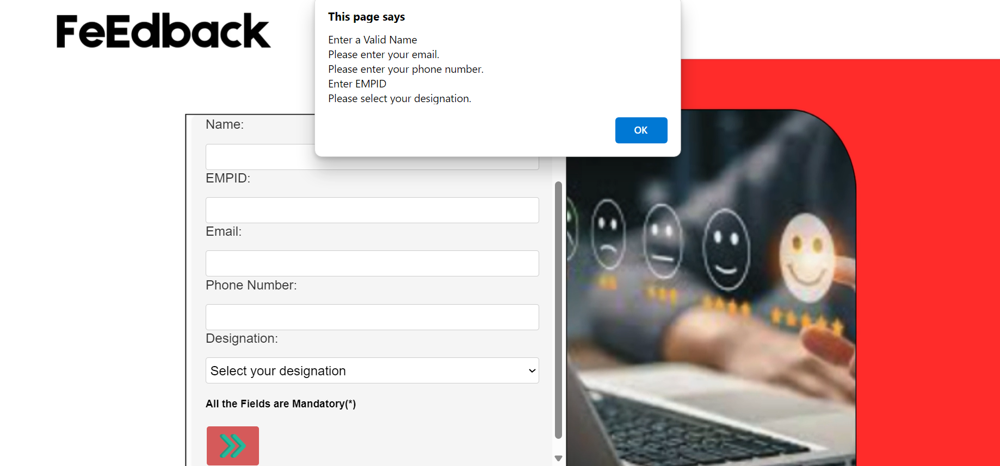 FeEdback
This page says
Enter a Valid Name
Please enter your email.
Please enter your phone number.
Enter EMPID
Please select your designation.
OK
Name:
EMPID:
Email:
Phone Number:
Designation:
Select your designation
All the Fields are Mandatory(*)